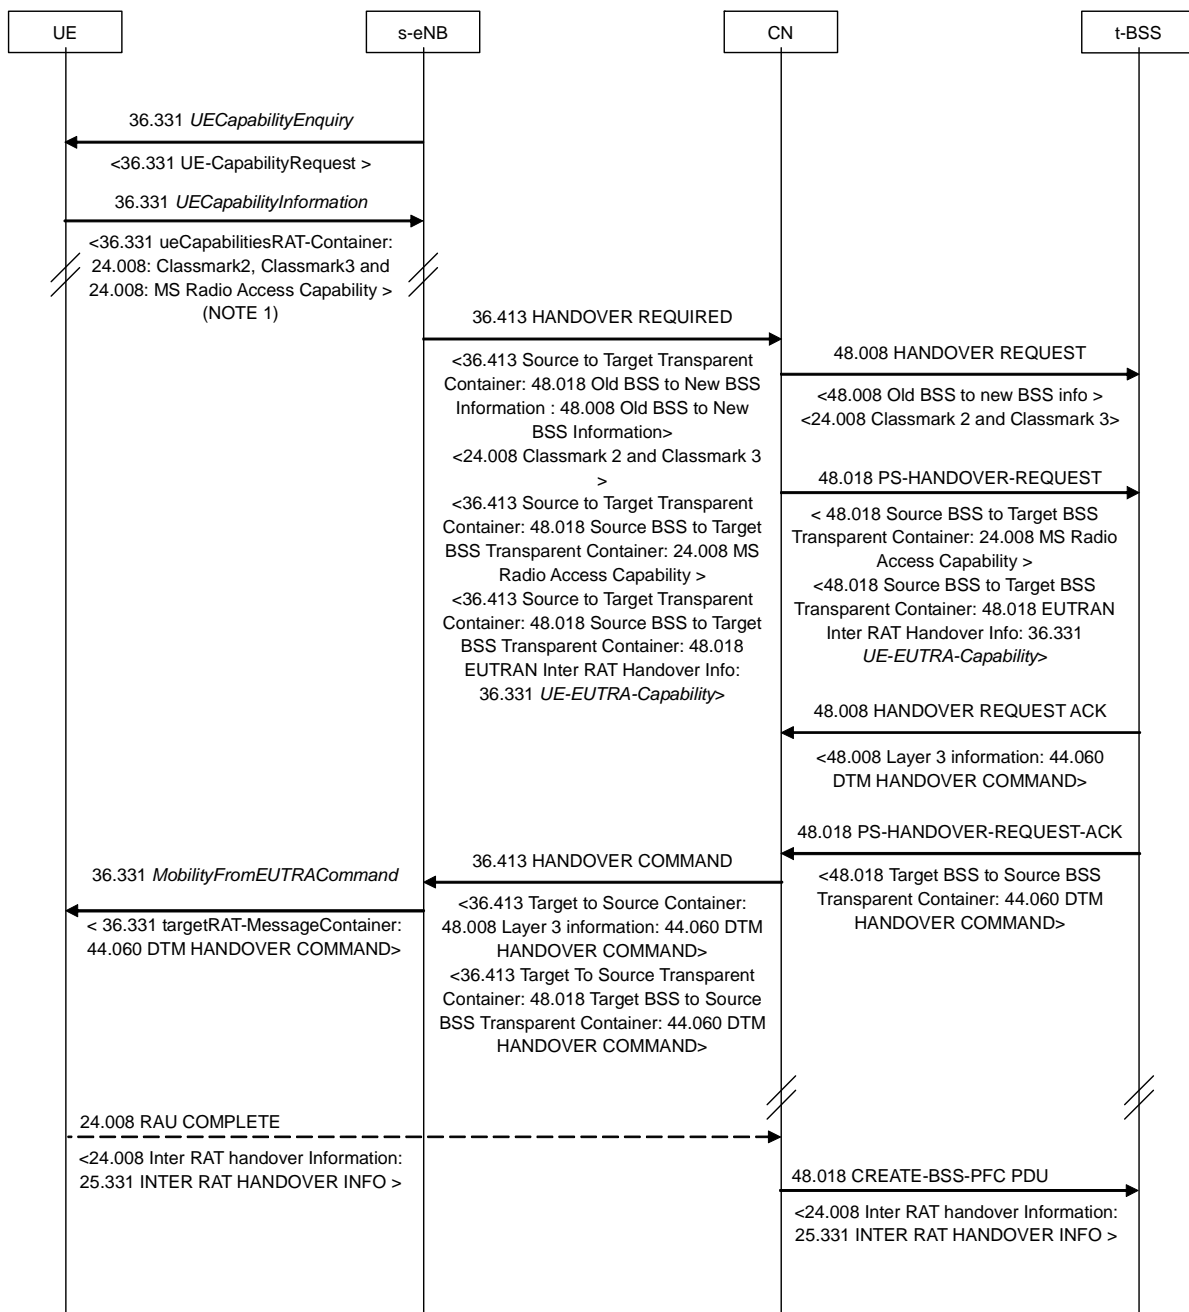 UE
s-eNB
CN
t-BSS
36.331 UECapabilityEnquiry
<36.331 UE-CapabilityRequest >
36.331 UECapabilityInformation
<36.331 ueCapabilitiesRAT-Container:
24.008: Classmark2, Classmark3 and
24.008: MS Radio Access Capability >
(NOTE 1)
36.413 HANDOVER REQUIRED
<36.413 Source to Target Transparent
Container: 48.018 Old BSS to New BSS
Information : 48.008 Old BSS to New
BSS Information>
<24.008 Classmark 2 and Classmark 3
>
<36.413 Source to Target Transparent
Container: 48.018 Source BSS to Target
BSS Transparent Container: 24.008 MS
Radio Access Capability >
<36.413 Source to Target Transparent
Container: 48.018 Source BSS to Target
BSS Transparent Container: 48.018
EUTRAN Inter RAT Handover Info:
36.331 UE-EUTRA-Capability>
48.008 HANDOVER REQUEST
<48.008 Old BSS to new BSS info >
<24.008 Classmark 2 and Classmark 3>
48.018 PS-HANDOVER-REQUEST
< 48.018 Source BSS to Target BSS
Transparent Container: 24.008 MS Radio
Access Capability >
<48.018 Source BSS to Target BSS
Transparent Container: 48.018 EUTRAN
Inter RAT Handover Info: 36.331
UE-EUTRA-Capability>
48.008 HANDOVER REQUEST ACK
<48.008 Layer 3 information: 44.060
DTM HANDOVER COMMAND>
48.018 PS-HANDOVER-REQUEST-ACK
<48.018 Target BSS to Source BSS
Transparent Container: 44.060 DTM
HANDOVER COMMAND>
36.413 HANDOVER COMMAND
<36.413 Target to Source Container:
48.008 Layer 3 information: 44.060 DTM
HANDOVER COMMAND>
<36.413 Target To Source Transparent
Container: 48.018 Target BSS to Source
BSS Transparent Container: 44.060 DTM
HANDOVER COMMAND>
36.331 MobilityFromEUTRACommand
< 36.331 targetRAT-MessageContainer:
44.060 DTM HANDOVER COMMAND>
24.008 RAU COMPLETE
<24.008 Inter RAT handover Information:
25.331 INTER RAT HANDOVER INFO >
48.018 CREATE-BSS-PFC PDU
<24.008 Inter RAT handover Information:
25.331 INTER RAT HANDOVER INFO >